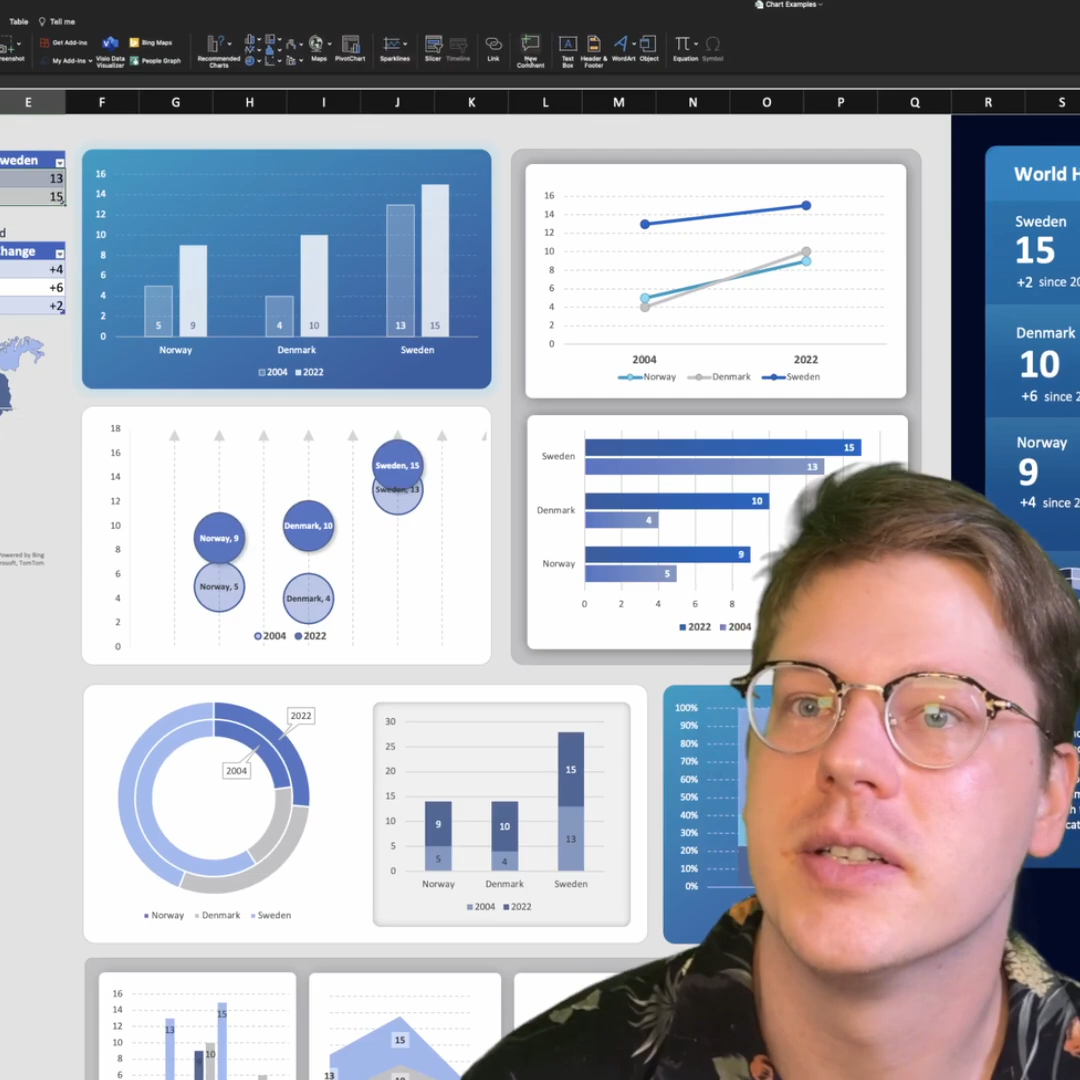 Chart Examples
Table
Tell me
Get Add-ins
My Add-ins
Visio Data
Visualizer
Bing Maps
People Graph
Recommended
Charts
Maps
PivotChart
Sparklines
Slicer
Timeline
Link
New
Comment
Text
Box
Header &
Footer
WordArt
Object
Equation
Symbol
E F G H I J K L M N O P Q R S
13
15
+4
+6
+2
Powered by Bing
16
14
12
10
8
6
4
2
0
5 9 4 10 13 15
Norway Denmark Sweden
2004 2022
16
14
12
10
8
6
4
2
0
2004 2022
Norway Denmark Sweden
World
Sweden
15
+2 since
Denmark
10
+6 since
Norway
9
+4 since
18
16
14
12
10
8
6
4
2
0
Sweden, 15
Sweden, 13
Denmark, 10
Norway, 9
Norway, 5
Denmark, 4
2004 2022
Sweden 15
13
Denmark 10
4
Norway 9
5
0 2 4 6 8
2022 2004
2022
2004
Norway Denmark Sweden
30
25
20
15
10
5
0
9 10 15
5 4 13
Norway Denmark Sweden
2004 2022
100%
90%
80%
70%
60%
50%
40%
30%
20%
10%
0%
16
14
12
10
8
6
13
15
10
15
13